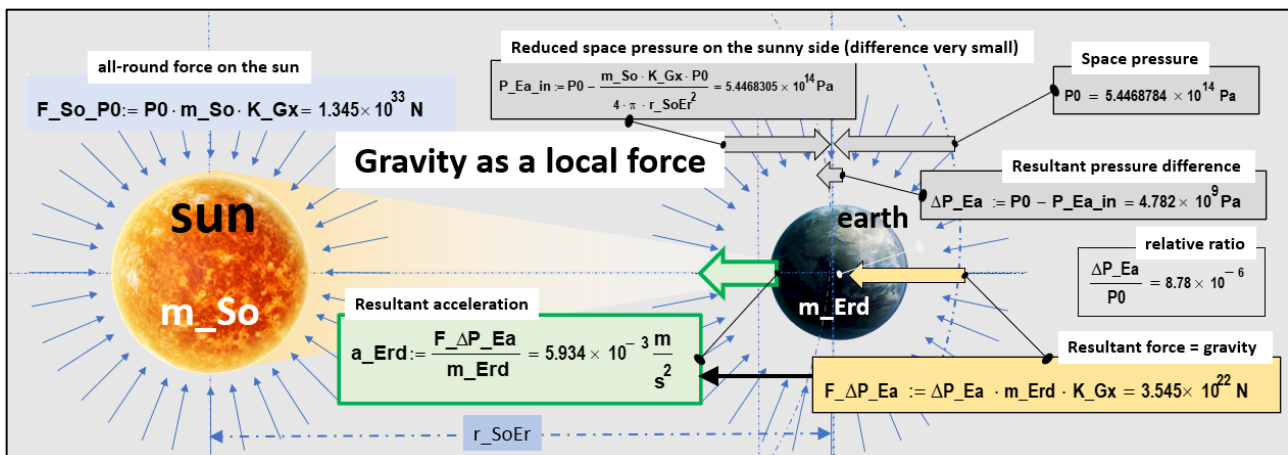 all-round force on the sun
F_So_P0:= P0 · m_So · K_Gx = 1.345× 10^33 N
Reduced space pressure on the sunny side (difference very small)
P_Ea_in := P0 - (m_So · K_Gx · P0)/(4 · π · r_SoEr^2) = 5.4468305 × 10^14 Pa
Space pressure
P0 = 5.4468784 × 10^14 Pa
Gravity as a local force
Resultant pressure difference
ΔP_Ea := P0 - P_Ea_in = 4.782 × 10^9 Pa
sun
earth
relative ratio
ΔP_Ea/P0 = 8.78 × 10^-6
m_So
m_Erd
Resultant acceleration
a_Erd:= F_ΔP_Ea/m_Erd = 5.934 × 10^-3 m/s^2
Resultant force = gravity
F_ΔP_Ea := ΔP_Ea · m_Erd · K_Gx = 3.545× 10^22 N
r_SoEr